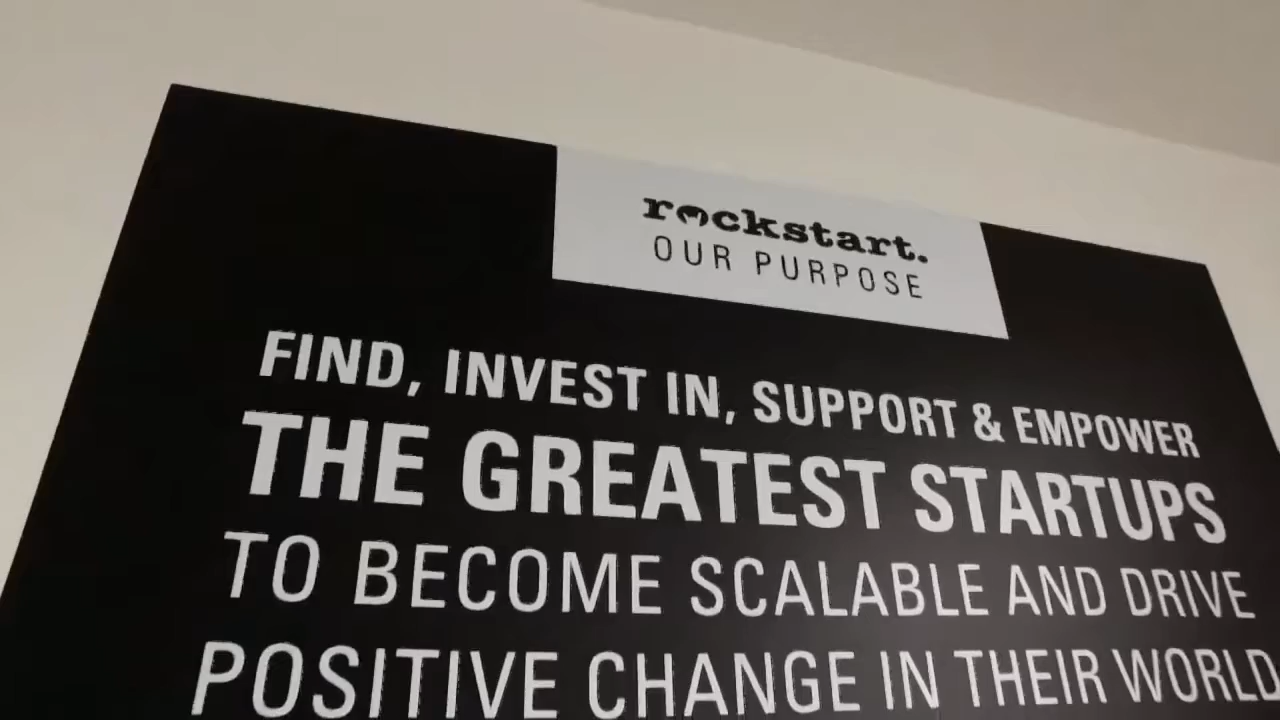 rockstart.
OUR PURPOSE
FIND, INVEST IN, SUPPORT & EMPOWER
THE GREATEST STARTUPS
TO BECOME SCALABLE AND DRIVE
POSITIVE CHANGE IN THEIR WORLD